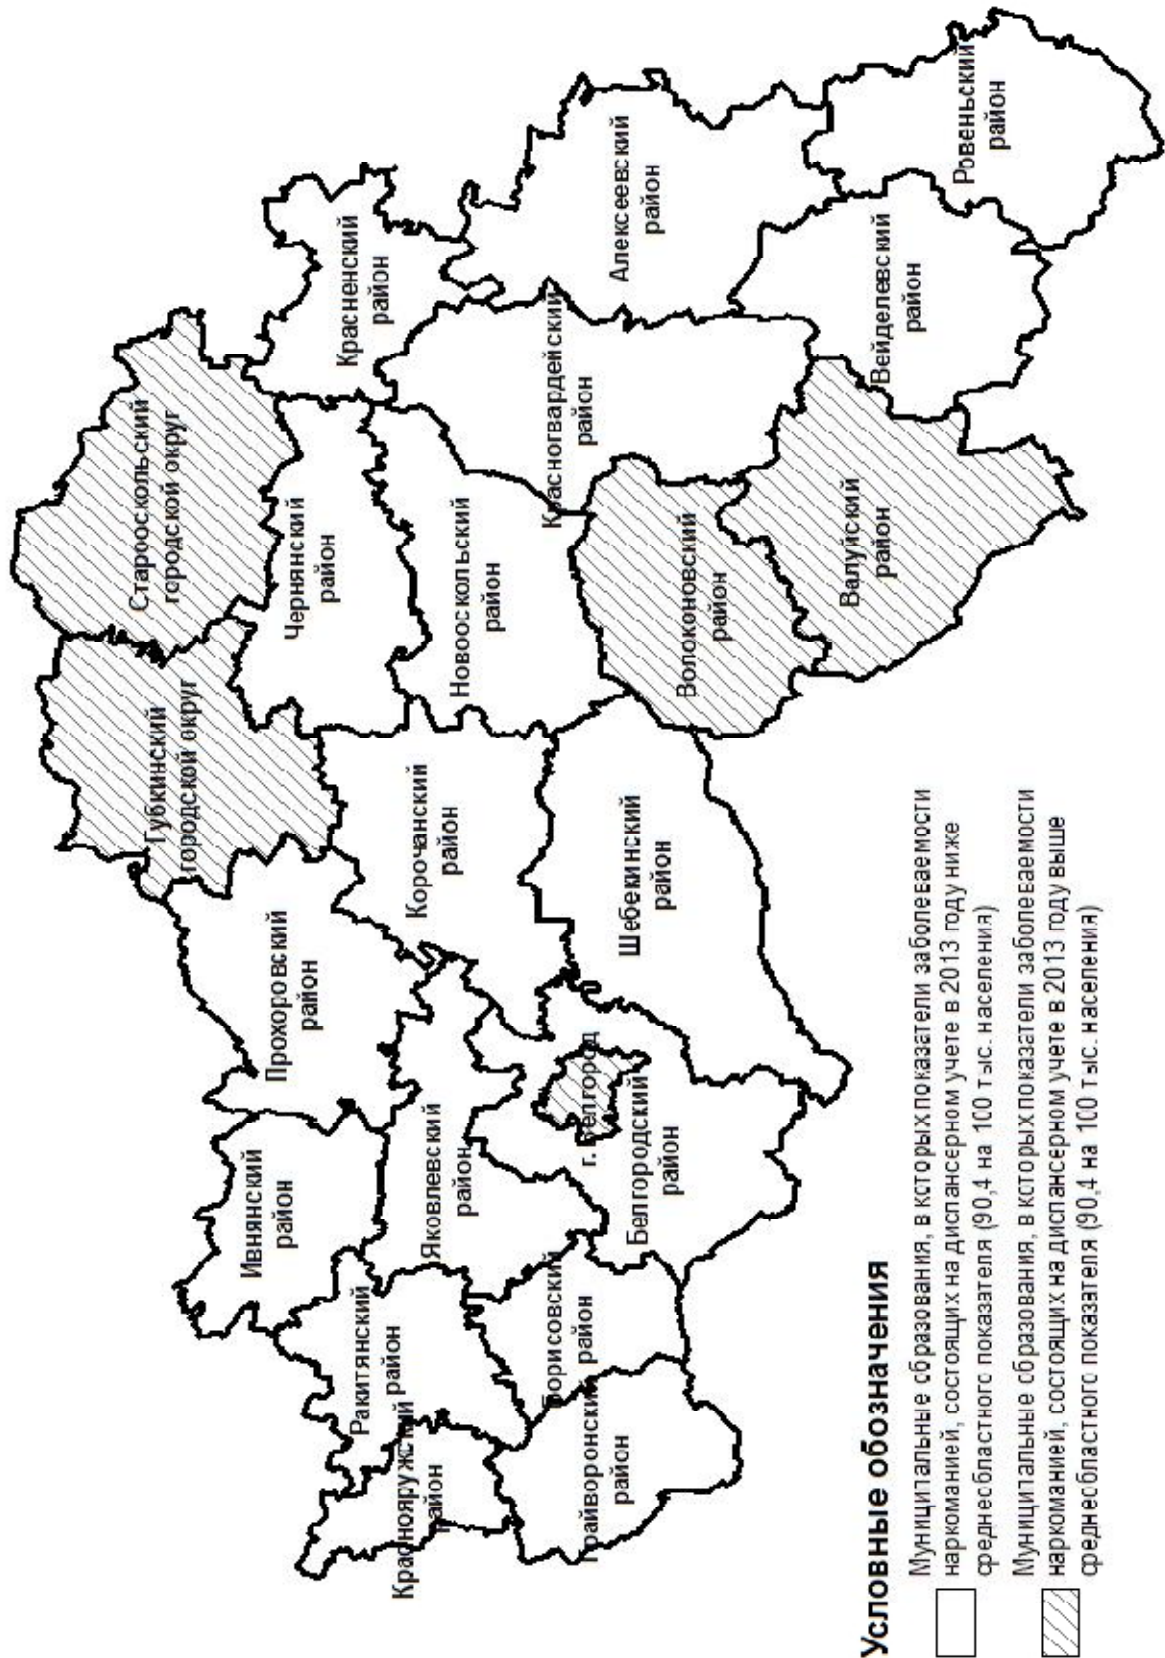 Старооскольский
городской округ
Губкинский
городской округ
Прохоровский
район
Ивнянский
район
Ракитянский
район
Краснояружский
район
Грайворонский
район
Борисовский
район
Яковлевский
район
г. Белгород
Белгородский
район
Корочанский
район
Шебекинский
район
Чернянский
район
Новооскольский
район
Красненский
район
Красногвардейский
район
Алексеевский
район
Волоконовский
район
Валуйский
район
Вейделевский
район
Ровеньский
район
Условные обозначения
Муниципальные образования, в которых показатели заболеваемости
наркоманией, состоящих на диспансерном учете в 2013 году ниже
среднеобластного показателя (90,4 на 100 тыс. населения)
Муниципальные образования, в которых показатели заболеваемости
наркоманией, состоящих на диспансерном учете в 2013 году выше
среднеобластного показателя (90,4 на 100 тыс. населения)